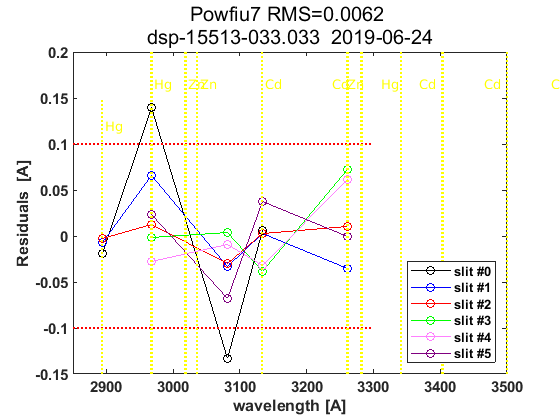 Powfiu7 RMS=0.0062
dsp-15513-033.033 2019-06-24
Residuals [A]
0.2
0.15
0.1
0.05
0
-0.05
-0.1
-0.15
Hg
Hg
Zn
Cd
Hg
Cd
Cd
slit #0
slit #1
slit #2
slit #3
slit #4
slit #5
2900
3000
3100
3200
3300
3400
3500
wavelength [A]